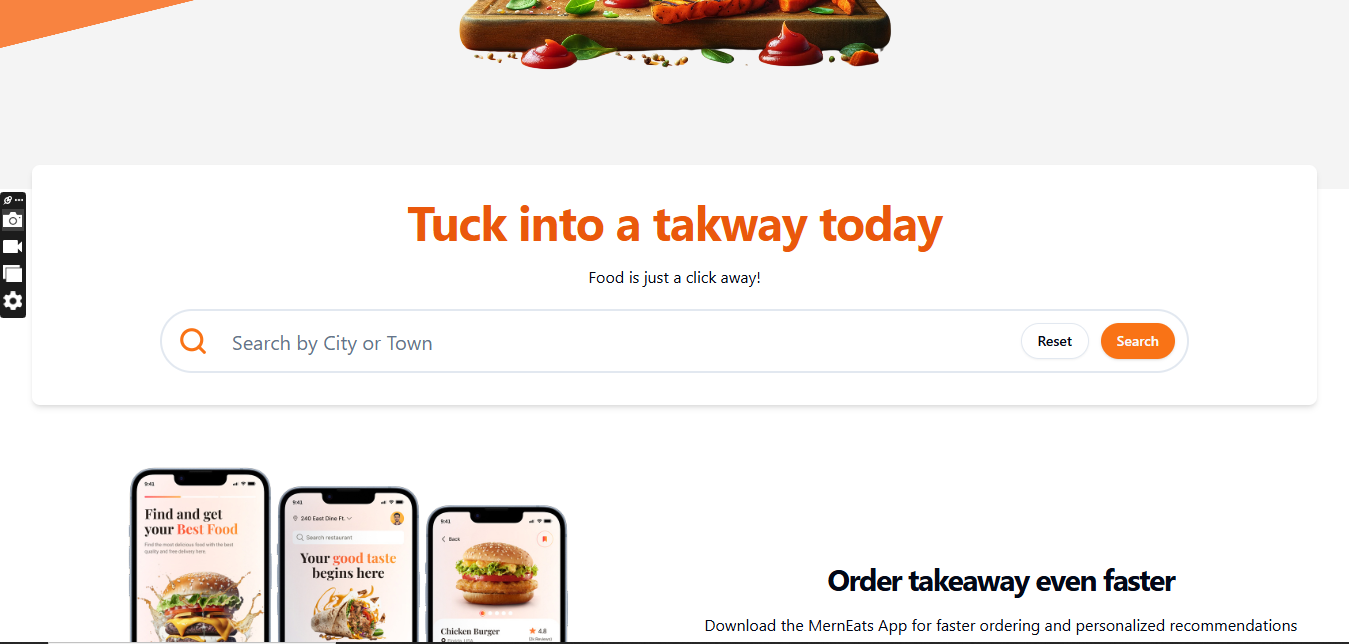 Tuck into a takway today
Food is just a click away!
Search by City or Town
Reset
Search
9:41
Find and get
your Best Food
Find the most delicious food with the best
quality and free delivery here
9:41
240 East Dine Ft.
Search restaurant
Your good taste
begins here
9:41
Back
Chicken Burger
4.8
Order takeaway even faster
Download the MernEats App for faster ordering and personalized recommendations